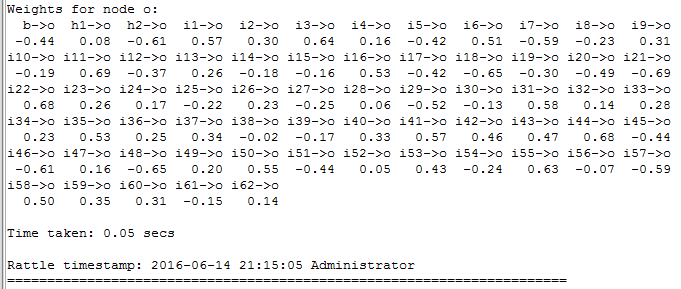 Weights for node o:
b->o h1->o h2->o i1->o i2->o i3->o i4->o i5->o i6->o i7->o i8->o i9->o
-0.44 0.08 -0.61 0.57 0.30 0.64 0.16 -0.42 0.51 -0.59 -0.23 0.31
i10->o i11->o i12->o i13->o i14->o i15->o i16->o i17->o i18->o i19->o i20->o i21->o
-0.19 0.69 -0.37 0.26 -0.18 -0.16 0.53 -0.42 -0.65 -0.30 -0.49 -0.69
i22->o i23->o i24->o i25->o i26->o i27->o i28->o i29->o i30->o i31->o i32->o i33->o
0.68 0.26 0.17 -0.22 0.23 -0.25 0.06 -0.52 -0.13 0.58 0.14 0.28
i34->o i35->o i36->o i37->o i38->o i39->o i40->o i41->o i42->o i43->o i44->o i45->o
0.23 0.53 0.25 0.34 -0.02 -0.17 0.33 0.57 0.46 0.47 0.68 -0.44
i46->o i47->o i48->o i49->o i50->o i51->o i52->o i53->o i54->o i55->o i56->o i57->o
-0.61 0.16 -0.65 0.20 0.55 -0.44 0.05 0.43 -0.24 0.63 -0.07 -0.59
i58->o i59->o i60->o i61->o i62->o
0.50 0.35 0.31 -0.15 0.14
Time taken: 0.05 secs
Rattle timestamp: 2016-06-14 21:15:05 Administrator
======================================================================